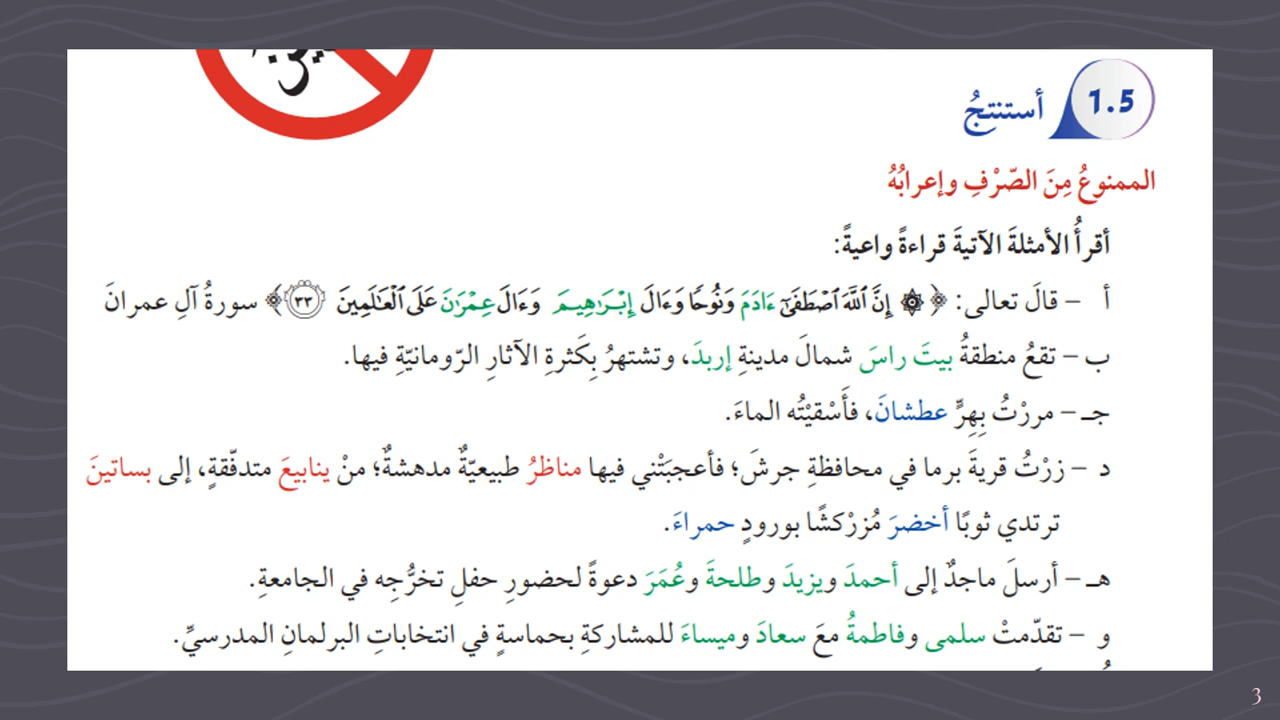 1.5 أستنتجُ
الممنوعُ مِنَ الصّرْفِ وإعرابُهُ
أقرأُ الأمثلةَ الآتيةَ قراءةً واعيةً:
أ – قالَ تعالى: ﴿۞ إِنَّ ٱللَّهَ ٱصْطَفَىٰٓ ءَادَمَ وَنُوحًا وَءَالَ إِبْرَٰهِيمَ وَءَالَ عِمْرَٰنَ عَلَى ٱلْعَٰلَمِينَ ٣٣﴾ سورةُ آلِ عمرانَ
ب – تقعُ منطقةُ بيتَ راسَ شمالَ مدينةِ إربدَ، وتشتهرُ بِكَثرةِ الآثارِ الرّومانيّةِ فيها.
جـ – مررْتُ بِهِرٍّ عطشانَ، فأَسْقيْتُه الماءَ.
د – زرْتُ قريةَ برما في محافظةِ جرشَ؛ فأعجبَتْني فيها مناظرُ طبيعيّةٌ مدهشةٌ؛ منْ ينابيعَ متدفّقةٍ، إلى بساتينَ
ترتدي ثوبًا أخضرَ مُزرْكشًا بورودٍ حمراءَ.
هـ – أرسلَ ماجدٌ إلى أحمدَ ويزيدَ وطلحةَ وعُمَرَ دعوةً لحضورِ حفلِ تخرُّجِه في الجامعةِ.
و – تقدّمتْ سلمى وفاطمةُ معَ سعادَ وميساءَ للمشاركةِ بحماسةٍ في انتخاباتِ البرلمانِ المدرسيِّ.
3